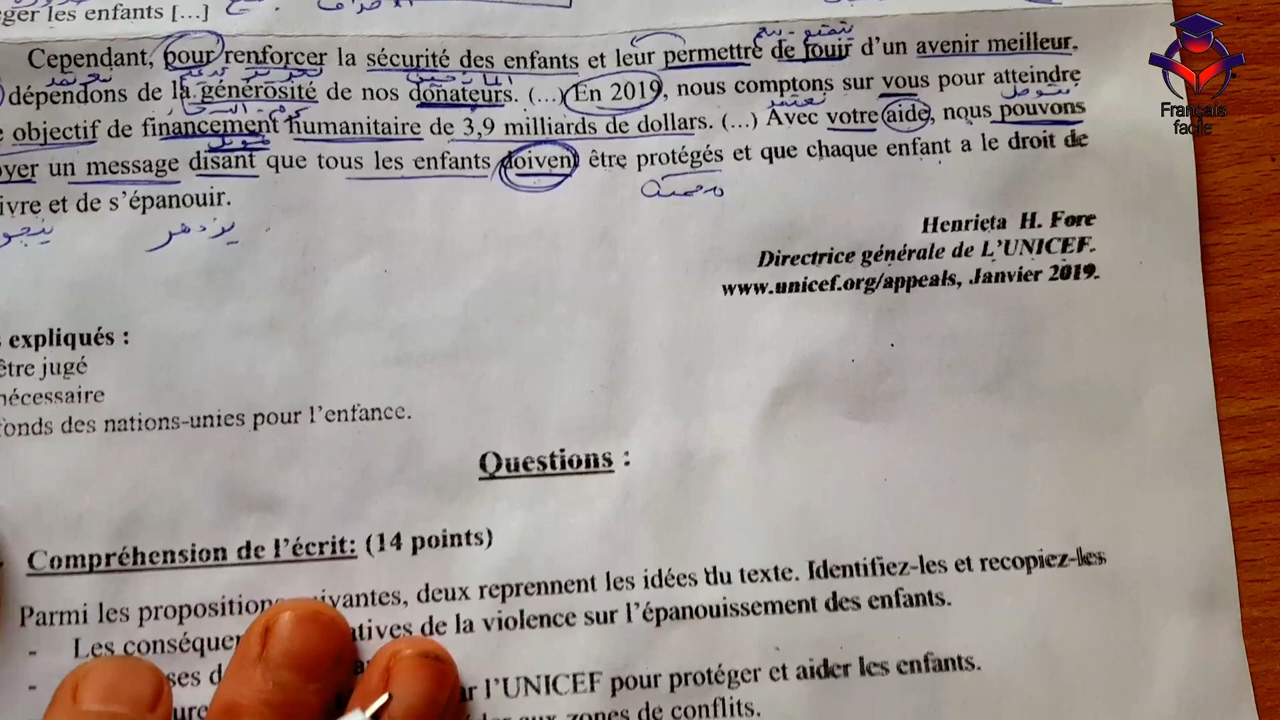 ger les enfants [...]
Cependant, pour renforcer la sécurité des enfants et leur permettre de jouir d'un avenir meilleur,
dépendons de la générosité de nos donateurs. (...) En 2019, nous comptons sur vous pour atteindre
objectif de financement humanitaire de 3,9 milliards de dollars. (...) Avec votre aide, nous pouvons
oyer un message disant que tous les enfants doivent être protégés et que chaque enfant a le droit de
ivre et de s'épanouir.
يزدهر
Henrieta H. Fore
Directrice générale de L'UNICEF.
www.unicef.org/appeals, Janvier 2019.
s expliqués :
être jugé
nécessaire
fonds des nations-unies pour l'enfance.
Questions :
Compréhension de l'écrit: (14 points)
Parmi les propositions suivantes, deux reprennent les idées du texte. Identifiez-les et recopiez-les
- Les conséquen atives de la violence sur l'épanouissement des enfants.
- ses d ar l'UNICEF pour protéger et aider les enfants.
ure aux zones de conflits.
Français
facile